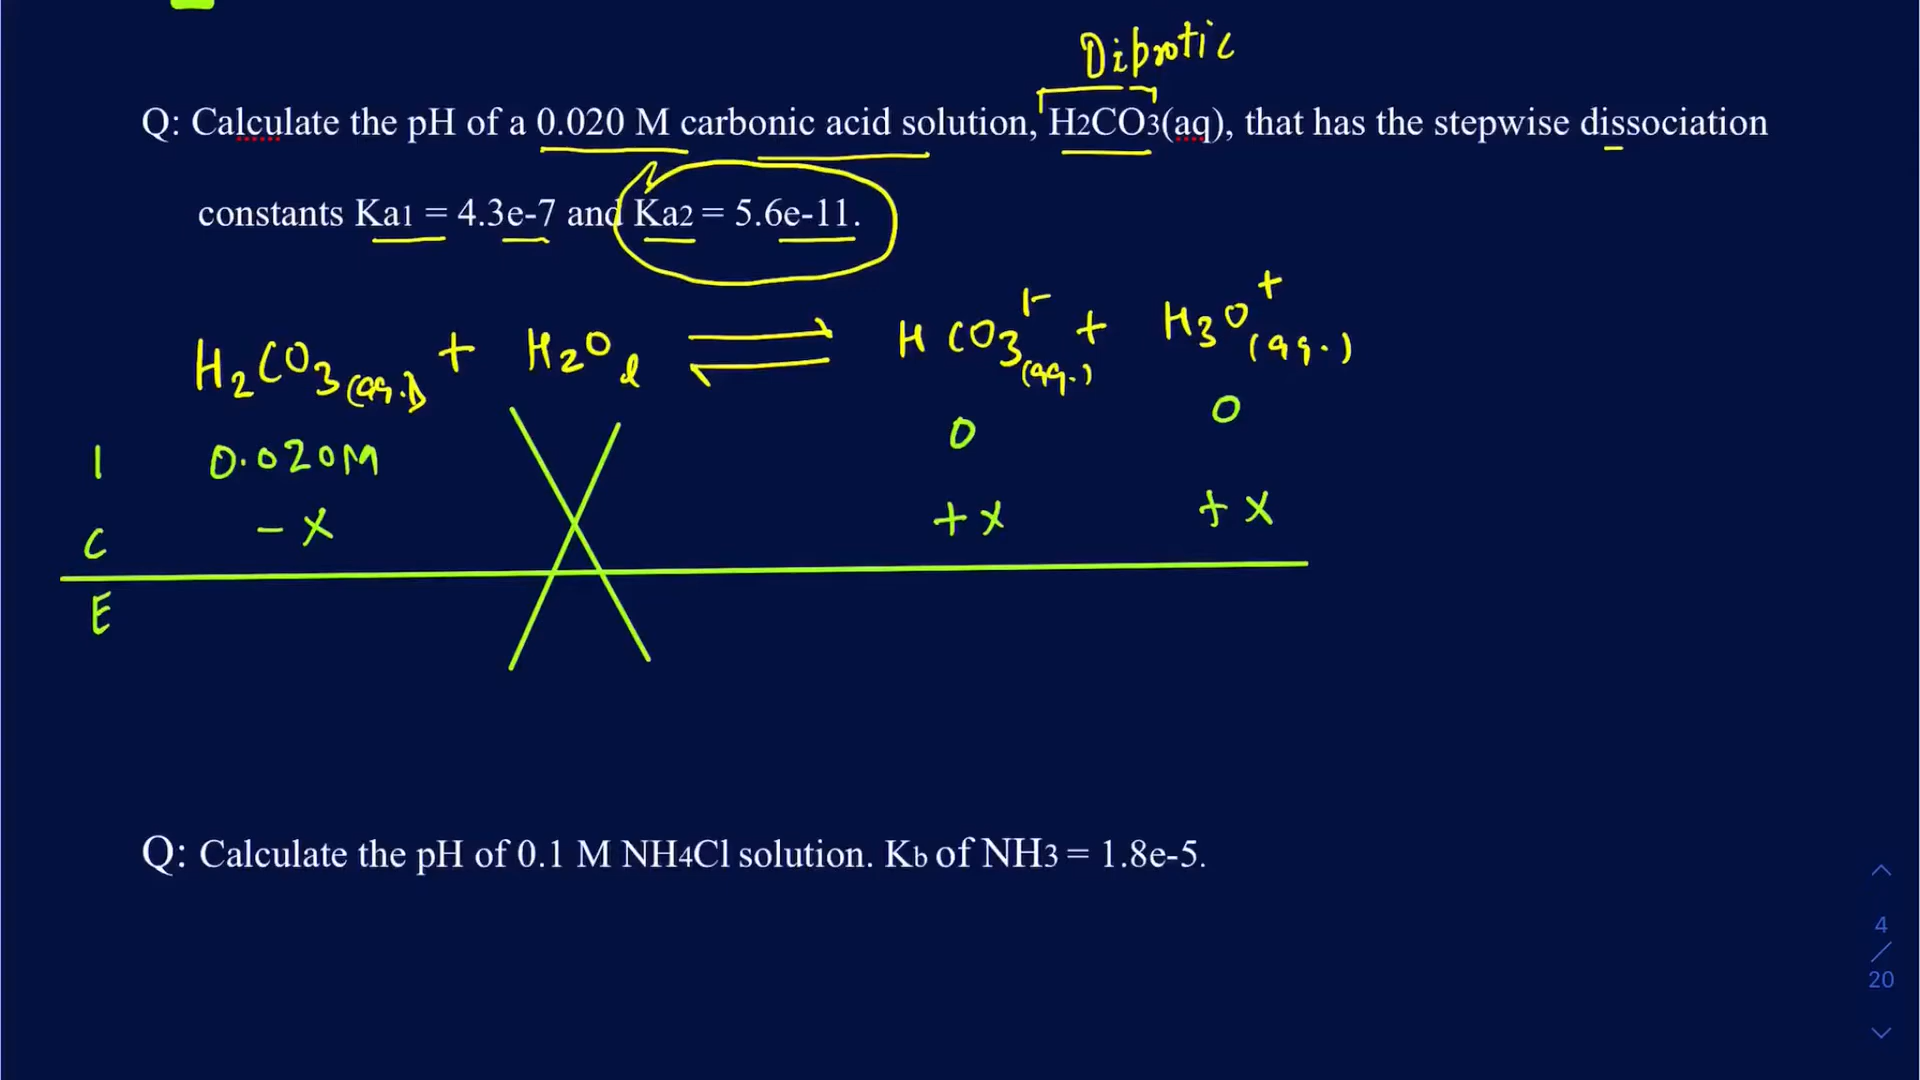 Diprotic
Q: Calculate the pH of a 0.020 M carbonic acid solution, H2CO3(aq), that has the stepwise dissociation
constants Ka1 = 4.3e-7 and Ka2 = 5.6e-11.
H2CO3(aq.) + H2O l ⇌ HCO3^1-(aq.) + H3O^+(aq.)
I 0.020M 0 0
C - x + x + x
E
Q: Calculate the pH of 0.1 M NH4Cl solution. Kb of NH3 = 1.8e-5.
4
/
20